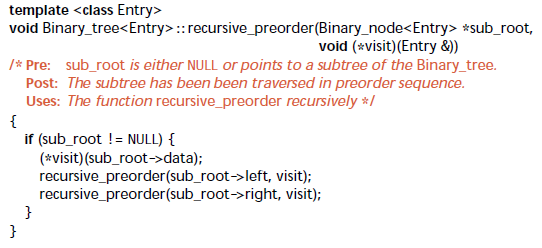 template <class Entry>
void Binary_tree<Entry>::recursive_preorder(Binary_node<Entry> *sub_root,
void (*visit)(Entry &))
/* Pre: sub_root is either NULL or points to a subtree of the Binary_tree.
Post: The subtree has been been traversed in preorder sequence.
Uses: The function recursive_preorder recursively */
{
if (sub_root != NULL) {
(*visit)(sub_root->data);
recursive_preorder(sub_root->left, visit);
recursive_preorder(sub_root->right, visit);
}
}